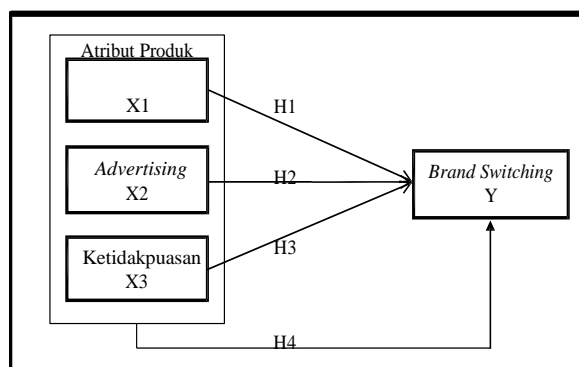 Atribut Produk
X1
H1
Advertising
X2
H2
Brand Switching
Y
Ketidakpuasan
X3
H3
H4